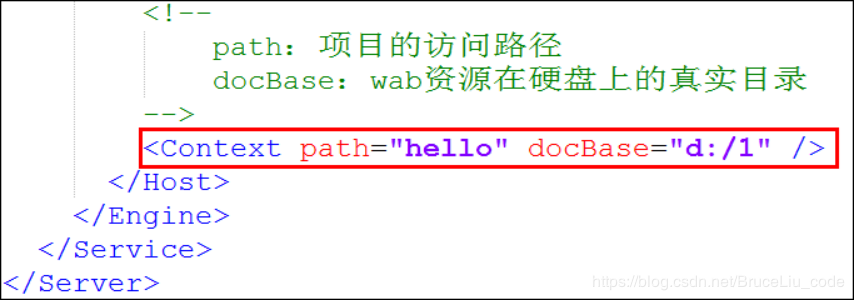 <!--
path：项目的访问路径
docBase：wab资源在硬盘上的真实目录
-->
<Context path="hello" docBase="d:/1" />
</Host>
</Engine>
</Service>
</Server>
https://blog.csdn.net/BruceLiu_code